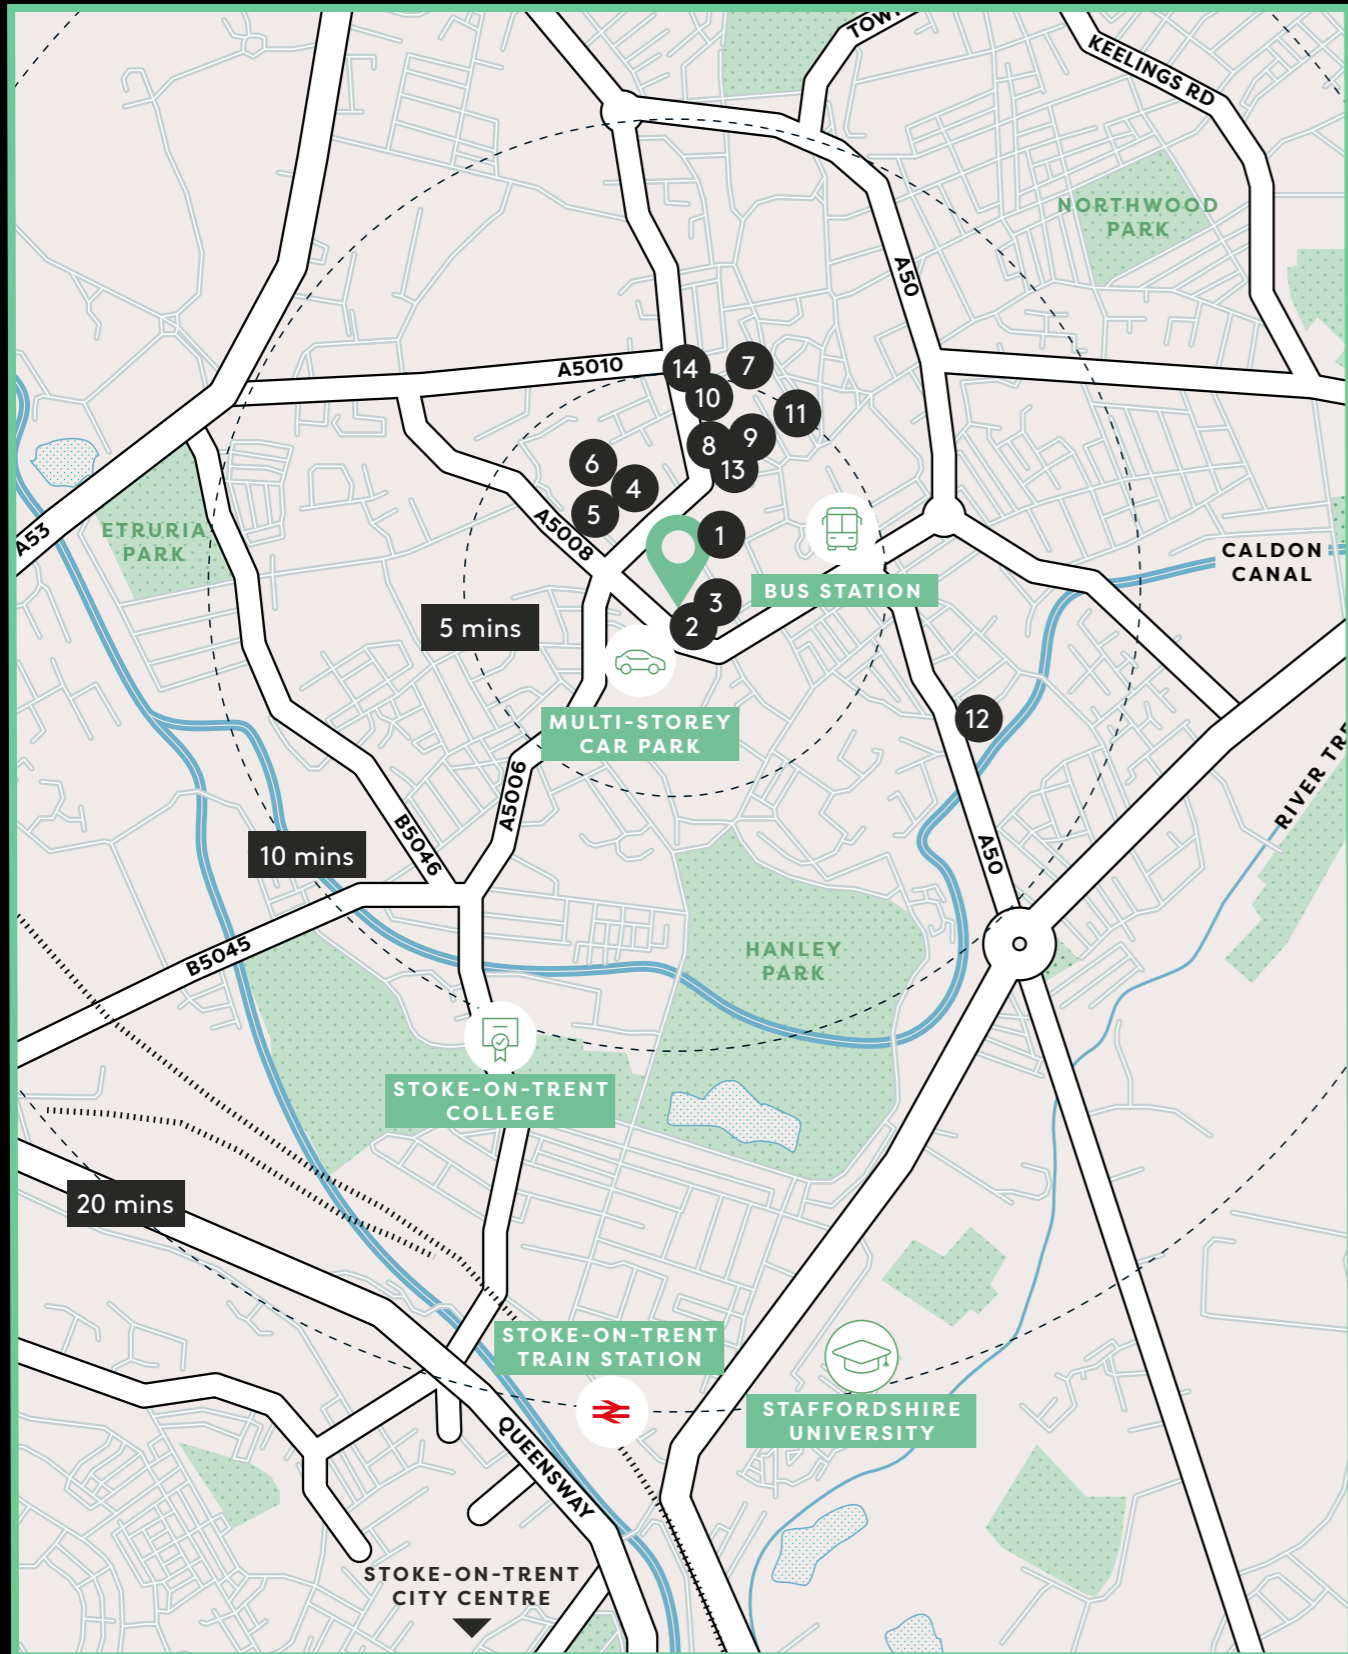 TOW
KEELINGS RD
NORTHWOOD
PARK
A50
A5010
14
7
10
11
8
9
13
6
4
5
A5008
1
A53
ETRURIA
PARK
CALDON
CANAL
BUS STATION
3
2
5 mins
12
MULTI-STOREY
CAR PARK
A5006
RIVER TRE
B5046
10 mins
A50
B5045
HANLEY
PARK
STOKE-ON-TRENT
COLLEGE
20 mins
STOKE-ON-TRENT
TRAIN STATION
STAFFORDSHIRE
UNIVERSITY
QUEENSWAY
STOKE-ON-TRENT
CITY CENTRE